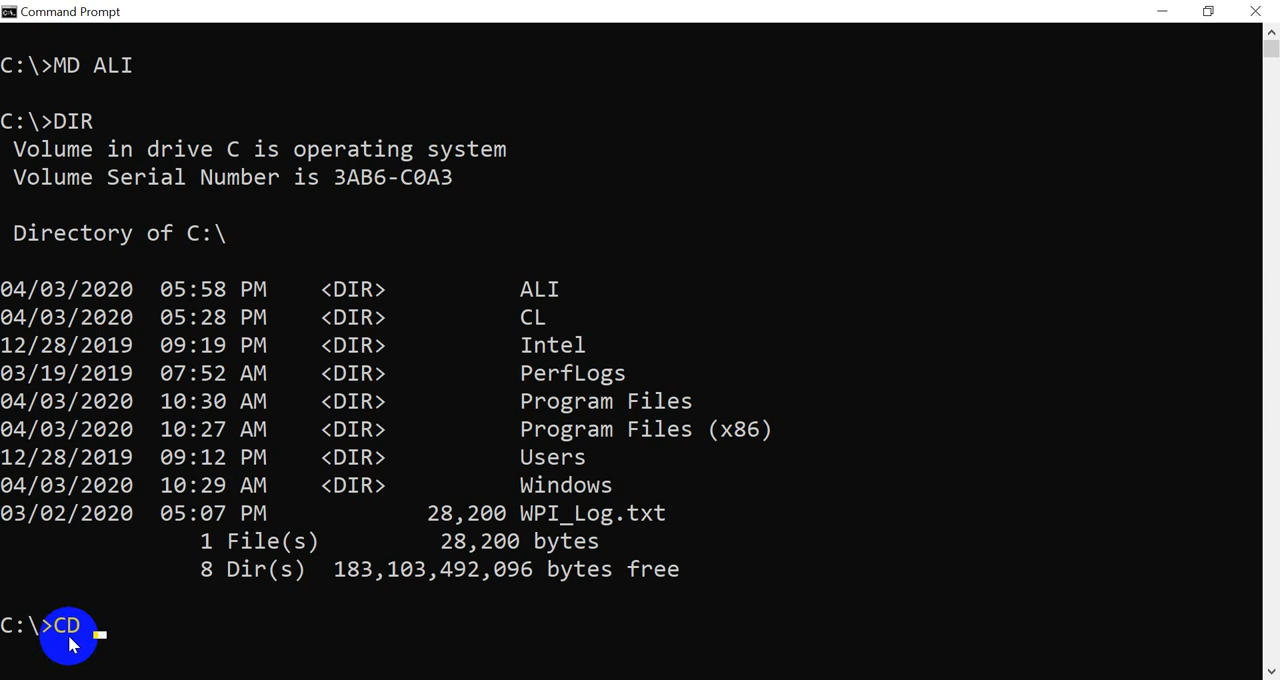 Command Prompt
C:\>MD ALI
C:\>DIR
Volume in drive C is operating system
Volume Serial Number is 3AB6-C0A3
Directory of C:\
04/03/2020 05:58 PM <DIR> ALI
04/03/2020 05:28 PM <DIR> CL
12/28/2019 09:19 PM <DIR> Intel
03/19/2019 07:52 AM <DIR> PerfLogs
04/03/2020 10:30 AM <DIR> Program Files
04/03/2020 10:27 AM <DIR> Program Files (x86)
12/28/2019 09:12 PM <DIR> Users
04/03/2020 10:29 AM <DIR> Windows
03/02/2020 05:07 PM 28,200 WPI_Log.txt
1 File(s) 28,200 bytes
8 Dir(s) 183,103,492,096 bytes free
C:\>CD